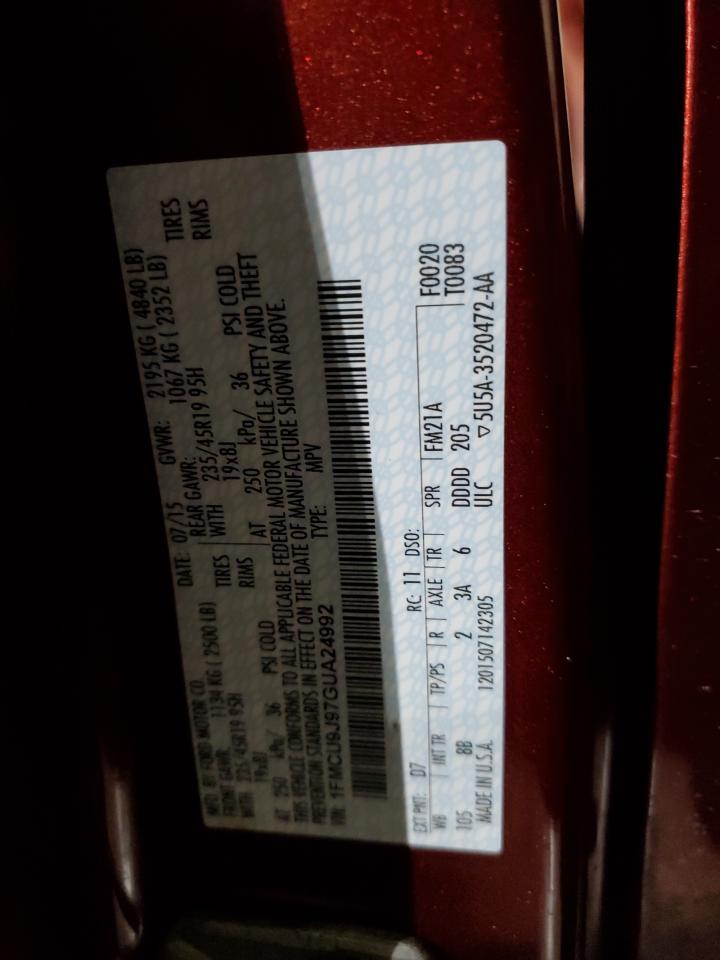 MFD. BY FORD MOTOR CO.
DATE: 07/15 GVWR: 2195 KG ( 4840 LB)
FRONT GAWR: 1134 KG ( 2500 LB) REAR GAWR: 1067 KG ( 2352 LB)
WITH 235/45R19 95H TIRES WITH 235/45R19 95H TIRES
19x8J RIMS 19x8J RIMS
AT 250 kPa/ 36 PSI COLD AT 250 kPa/ 36 PSI COLD
THIS VEHICLE CONFORMS TO ALL APPLICABLE FEDERAL MOTOR VEHICLE SAFETY AND THEFT
PREVENTION STANDARDS IN EFFECT ON THE DATE OF MANUFACTURE SHOWN ABOVE.
VIN: 1FMCU9J97GUA24992 TYPE: MPV
EXT PNT: D7 RC: 11 DSO: F0020
WB INT TR TP/PS R AXLE TR SPR FM21A T0083
105 8B 2 3A 6 DDDD 205
MADE IN U.S.A. 1201507142305 ULC ▽5U5A-3520472-AA